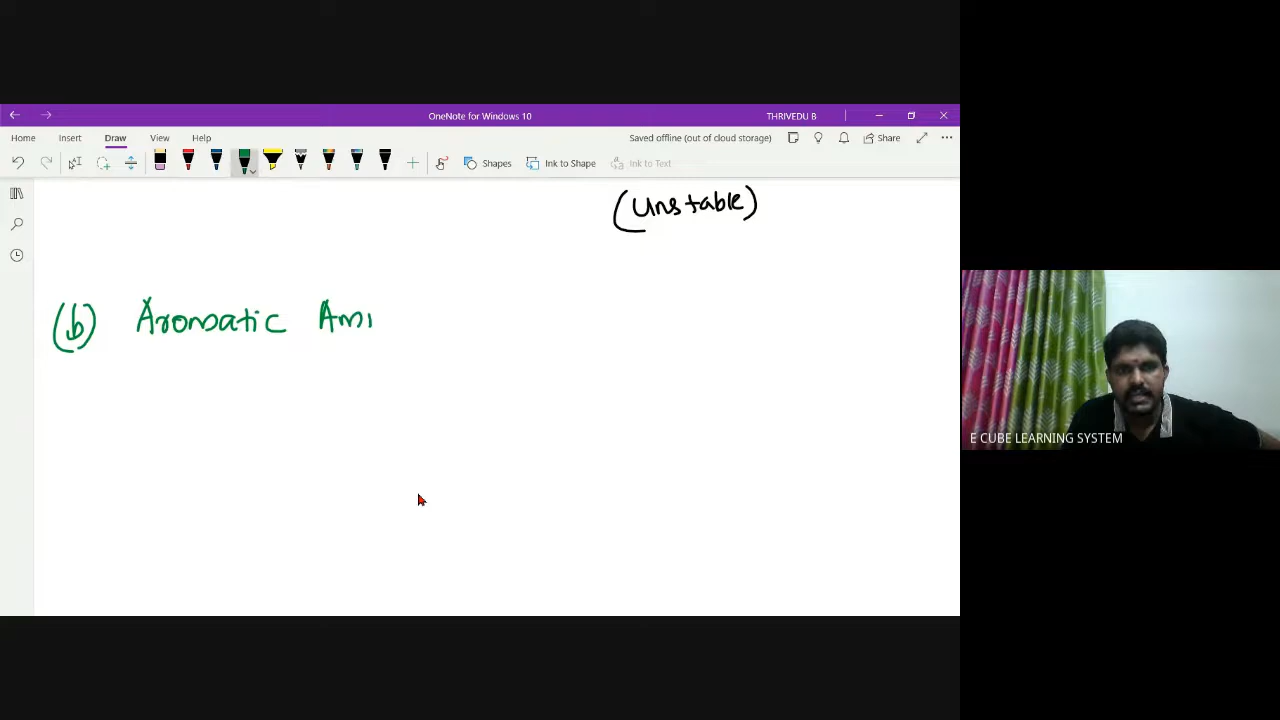 OneNote for Windows 10
THRIVEDU B
Home Insert Draw View Help
Saved offline (out of cloud storage)
Share
Shapes
Ink to Shape
Ink to Text
(Unstable)
(b) Aromatic Ami
E CUBE LEARNING SYSTEM